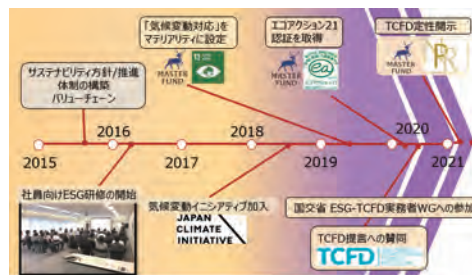 「気候変動対応」を
マテリアリティに設定
エコアクション21
認証を取得
TCFD定性開示
MASTER
FUND
MASTER
FUND
MASTER
FUND
サステナビリティ方針/推進
体制の構築
バリューチェーン
2015
2016
2017
2018
2019
2020
2021
社員向けESG研修の開始
気候変動イニシアティブ加入
JAPAN
CLIMATE
INITIATIVE
国交省 ESG-TCFD実務者WGへの参加
TCFD提言への賛同
TCFD